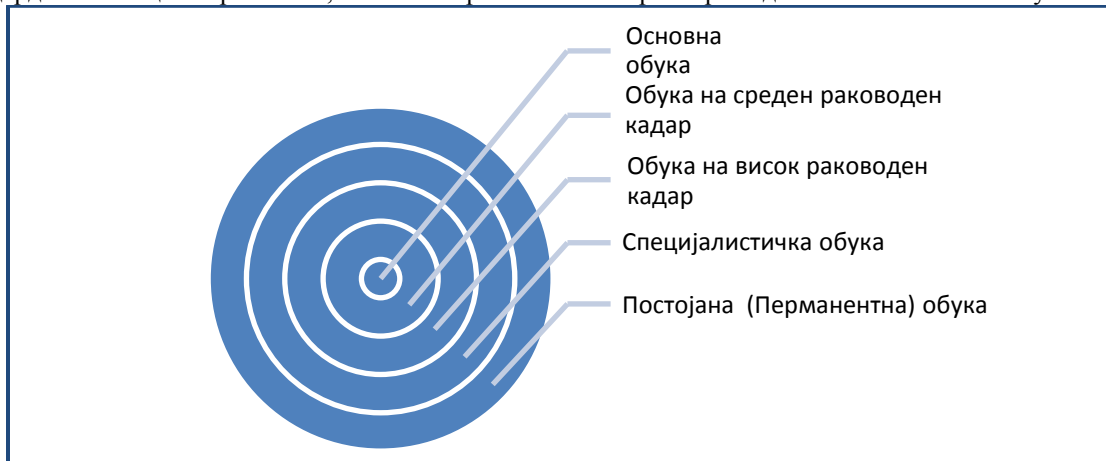 Основна
обука
Обука на среден раководен
кадар
Обука на висок раководен
кадар
Специјалистичка обука
Постојана (Перманентна) обука